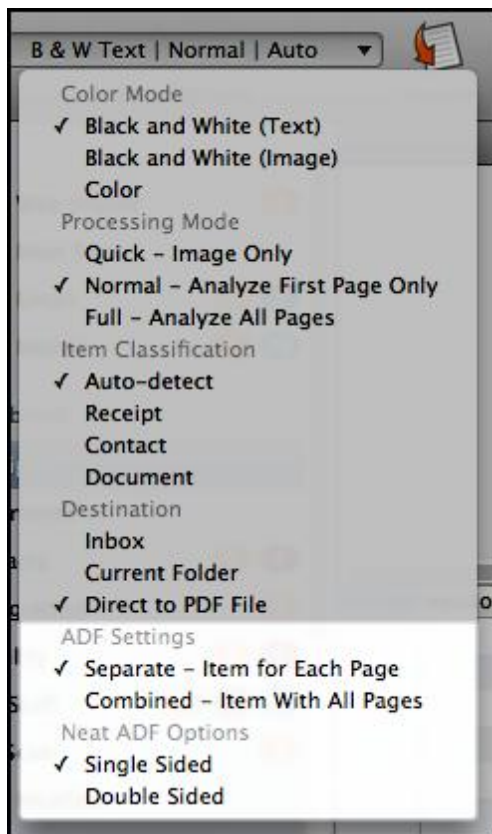 B & W Text | Normal | Auto
Color Mode
✓ Black and White (Text)
Black and White (Image)
Color
Processing Mode
Quick – Image Only
✓ Normal – Analyze First Page Only
Full – Analyze All Pages
Item Classification
✓ Auto-detect
Receipt
Contact
Document
Destination
Inbox
Current Folder
✓ Direct to PDF File
ADF Settings
✓ Separate – Item for Each Page
Combined – Item With All Pages
Neat ADF Options
✓ Single Sided
Double Sided